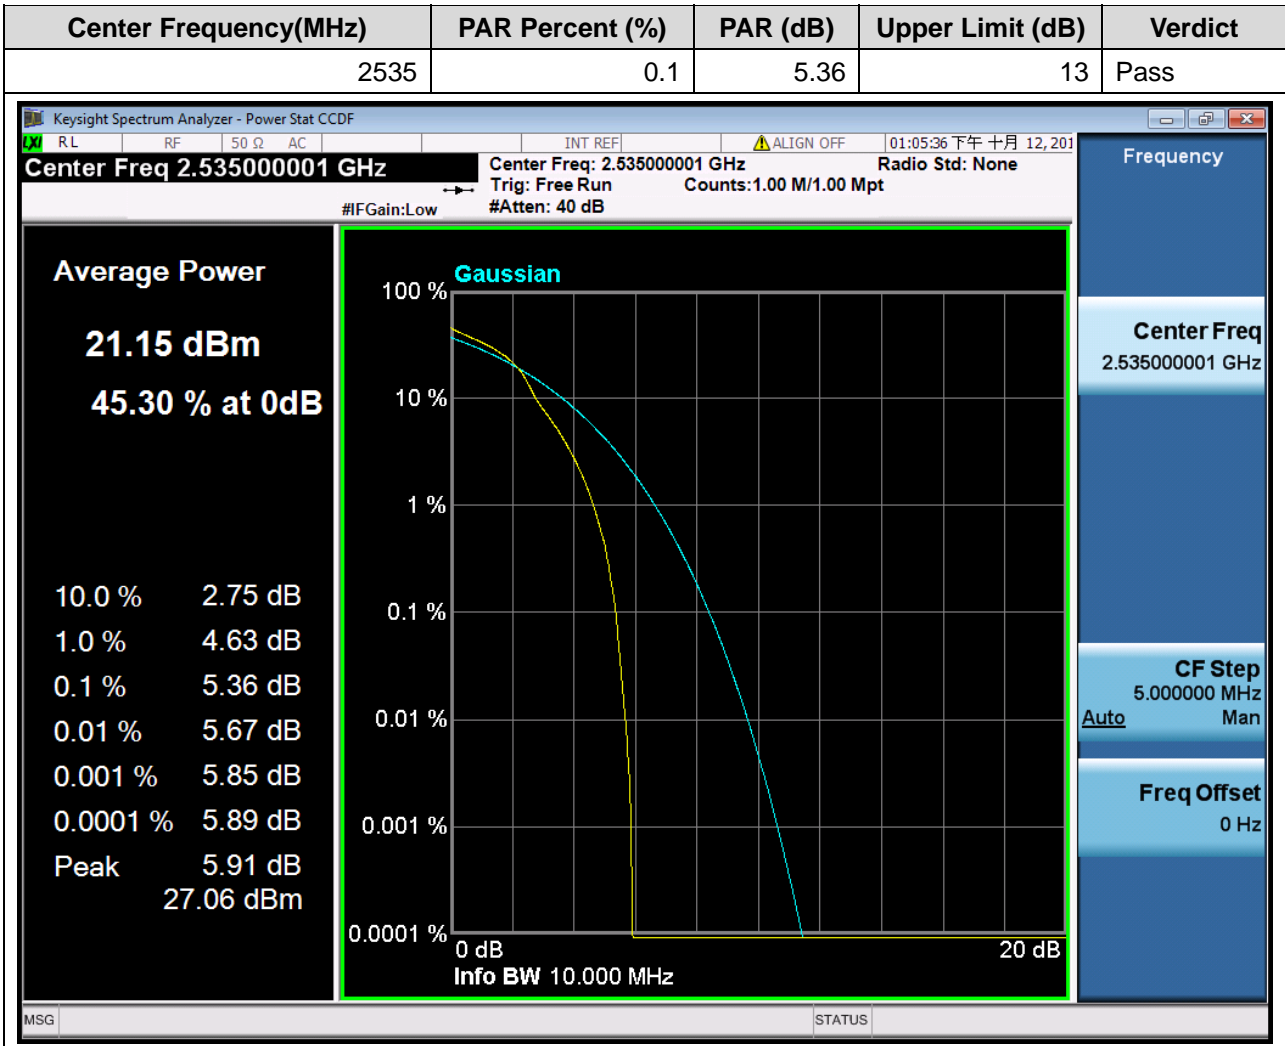 Center Frequency(MHz) PAR Percent (%) PAR (dB) Upper Limit (dB) Verdict
2535 0.1 5.36 13 Pass
Keysight Spectrum Analyzer - Power Stat CCDF
LXI RL RF 50 Ω AC INT REF ALIGN OFF 01:05:36 下午 十月 12, 201
Center Freq 2.535000001 GHz
Center Freq: 2.535000001 GHz Radio Std: None
Trig: Free Run Counts:1.00 M/1.00 Mpt
#IFGain:Low #Atten: 40 dB
Average Power
21.15 dBm
45.30 % at 0dB
10.0 % 2.75 dB
1.0 % 4.63 dB
0.1 % 5.36 dB
0.01 % 5.67 dB
0.001 % 5.85 dB
0.0001 % 5.89 dB
Peak 5.91 dB
27.06 dBm
Gaussian
100 %
10 %
1 %
0.1 %
0.01 %
0.001 %
0.0001 %
0 dB 20 dB
Info BW 10.000 MHz
Frequency
Center Freq
2.535000001 GHz
CF Step
5.000000 MHz
Auto Man
Freq Offset
0 Hz
MSG STATUS